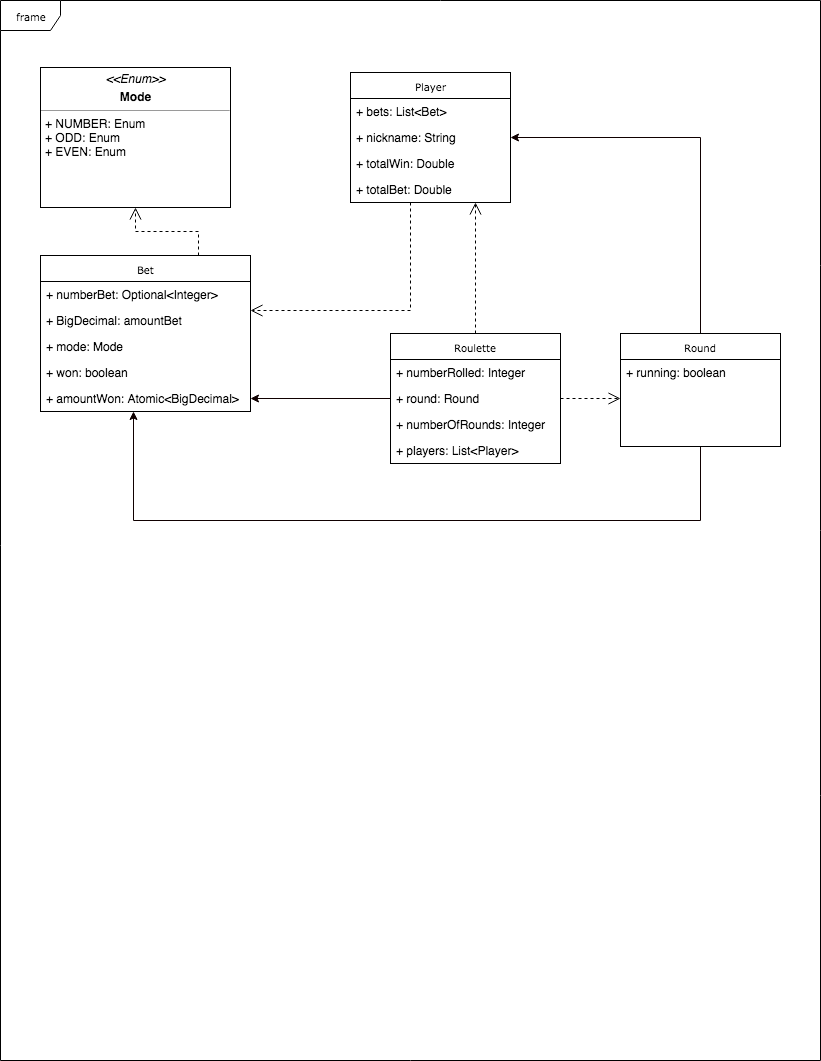 frame
<<Enum>>
Mode
+ NUMBER: Enum
+ ODD: Enum
+ EVEN: Enum
Player
+ bets: List<Bet>
+ nickname: String
+ totalWin: Double
+ totalBet: Double
Bet
+ numberBet: Optional<Integer>
+ BigDecimal: amountBet
+ mode: Mode
+ won: boolean
+ amountWon: Atomic<BigDecimal>
Roulette
+ numberRolled: Integer
+ round: Round
+ numberOfRounds: Integer
+ players: List<Player>
Round
+ running: boolean